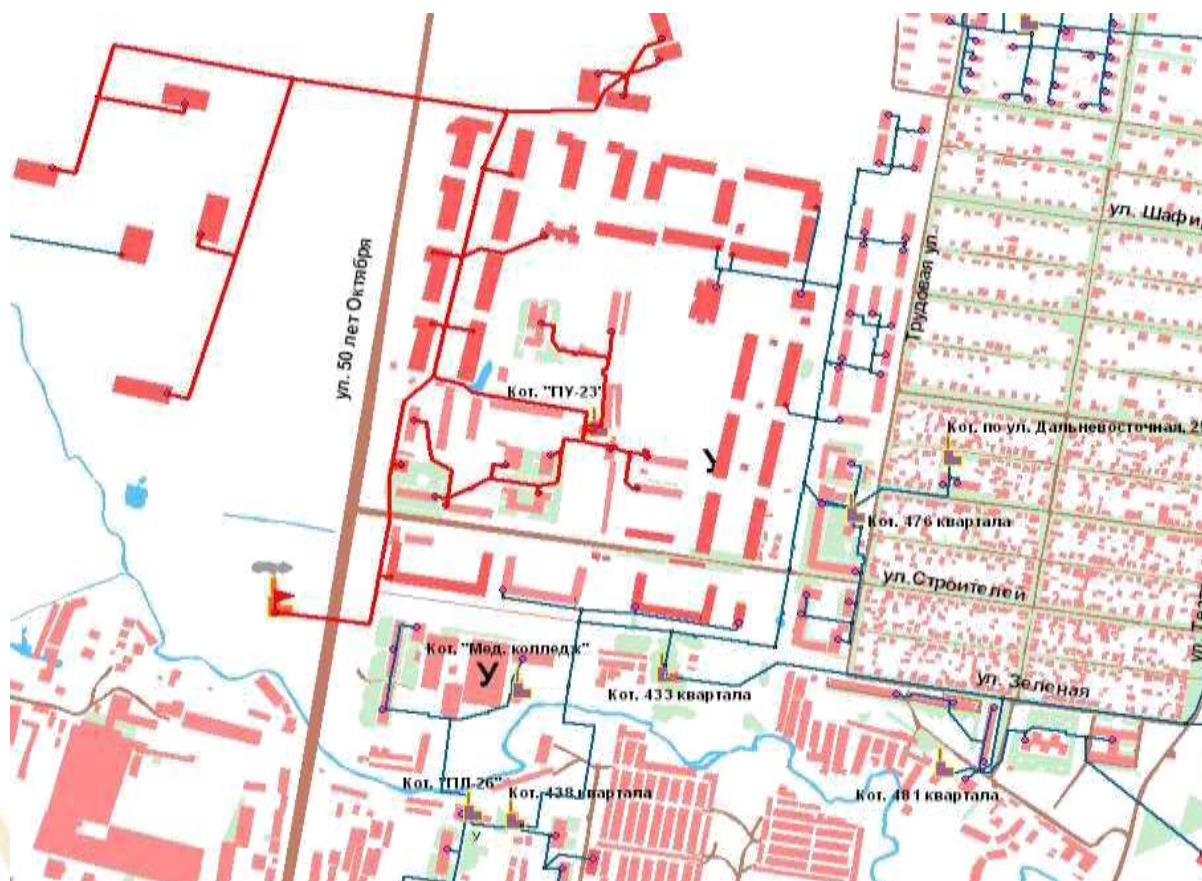 ул. Шафи
Трудовая ул.
ул. 50 лет Октября
Кот. "ПУ-23"
Кот. по ул. Дальневосточная, 2
У
Кот. 476 квартала
ул. Строителей
Кот. "Мед. колледж"
У
Кот. 433 квартала
ул. Зеленая
Кот. "ПЛ-26"
Кот. 438 квартала
Кот. 481 квартала
У